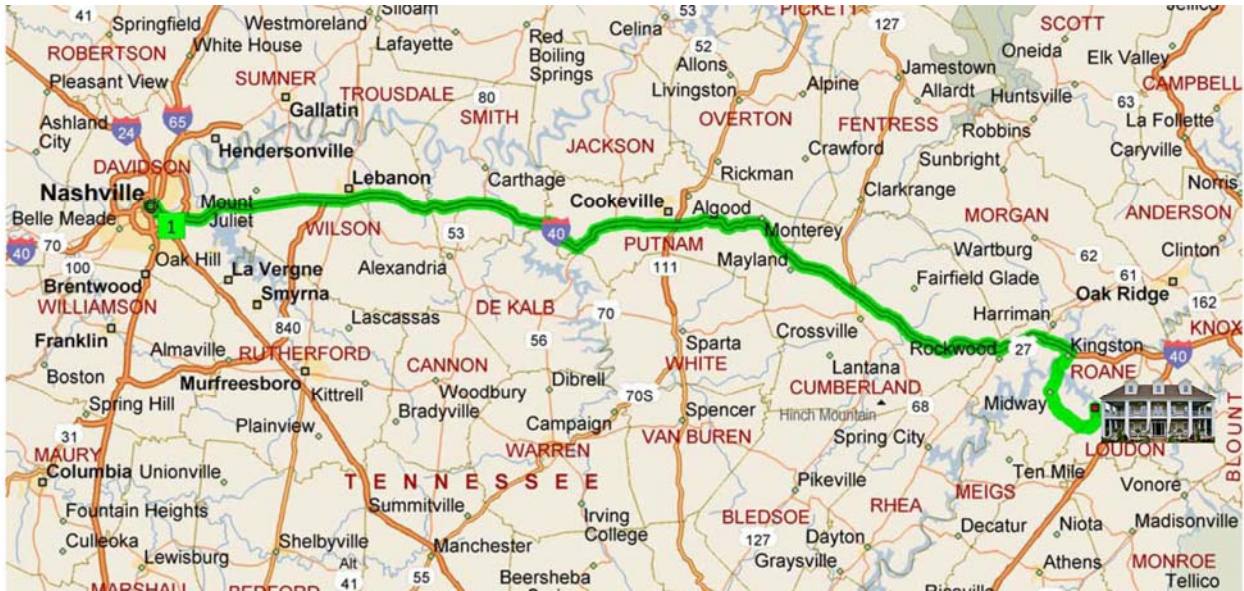 41
Springfield
Westmoreland
Siloam
Celina
53
PICKETT
127
SCOTT
Jellico
ROBERTSON
White House
Lafayette
Red
Boiling
Springs
52
Allons
Oneida
Elk Valley
Pleasant View
SUMNER
Gallatin
TROUSDALE
80
SMITH
Livingston
Alpine
Jamestown
Allardt
Huntsville
CAMPBELL
63
La Follette
Ashland
City
24
65
Hendersonville
JACKSON
OVERTON
FENTRESS
Robbins
Caryville
DAVIDSON
Crawford
Sunbright
Nashville
Mount
Juliet
Lebanon
Carthage
Rickman
Clarkrange
Norris
Belle Meade
1
WILSON
53
40
Cookeville
Algood
MORGAN
ANDERSON
40
70
Oak Hill
PUTNAM
Monterey
Wartburg
62
Clinton
100
Brentwood
La Vergne
Alexandria
111
Mayland
Fairfield Glade
61
Oak Ridge
WILLIAMSON
Smyrna
DE KALB
70
Harriman
162
Franklin
840
Lascassas
56
Sparta
Crossville
Rockwood
27
Kingston
40
KNOX
Almaville
RUTHERFORD
CANNON
WHITE
Lantana
ROANE
Boston
Murfreesboro
Kittrell
Woodbury
Dibrell
70S
CUMBERLAND
Midway
Spring Hill
Bradyville
Campaign
Spencer
Hinch Mountain
68
31
Plainview
WARREN
VAN BUREN
Spring City
LOUDON
BLOUNT
MAURY
Columbia
Unionville
TENNESSEE
Pikeville
Ten Mile
Vonore
Fountain Heights
Summitville
Irving
College
BLEDSOE
RHEA
MEIGS
Decatur
Niota
Madisonville
Culleoka
Lewisburg
Shelbyville
Alt
41
Manchester
55
Beersheba
127
Dayton
Graysville
Athens
MONROE
Tellico
MARSHALL
BEDFORD